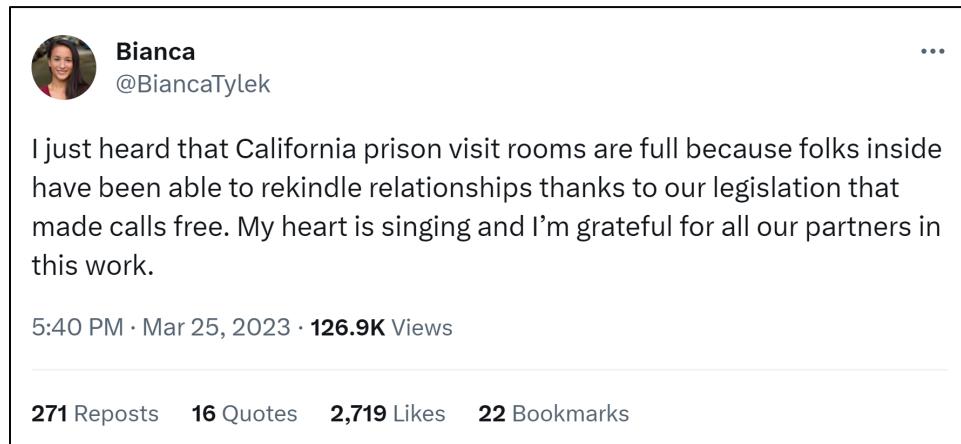 Bianca
@BiancaTylek
I just heard that California prison visit rooms are full because folks inside
have been able to rekindle relationships thanks to our legislation that
made calls free. My heart is singing and I’m grateful for all our partners in
this work.
5:40 PM · Mar 25, 2023 · 126.9K Views
271 Reposts 16 Quotes 2,719 Likes 22 Bookmarks